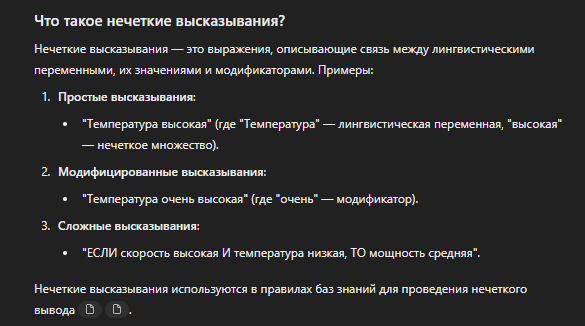 Что такое нечеткие высказывания?
Нечеткие высказывания — это выражения, описывающие связь между лингвистическими
переменными, их значениями и модификаторами. Примеры:
1. Простые высказывания:
• "Температура высокая" (где "Температура" — лингвистическая переменная, "высокая"
— нечеткое множество).
2. Модифицированные высказывания:
• "Температура очень высокая" (где "очень" — модификатор).
3. Сложные высказывания:
• "ЕСЛИ скорость высокая И температура низкая, ТО мощность средняя".
Нечеткие высказывания используются в правилах баз знаний для проведения нечеткого
вывода .